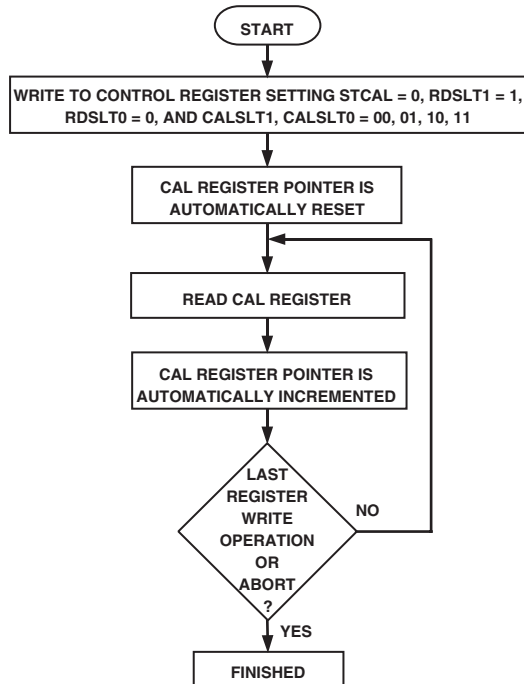 START
WRITE TO CONTROL REGISTER SETTING STCAL = 0, RDSLT1 = 1,
RDSLT0 = 0, AND CALSLT1, CALSLT0 = 00, 01, 10, 11
CAL REGISTER POINTER IS
AUTOMATICALLY RESET
READ CAL REGISTER
CAL REGISTER POINTER IS
AUTOMATICALLY INCREMENTED
LAST
REGISTER
WRITE
OPERATION
OR
ABORT
?
NO
YES
FINISHED